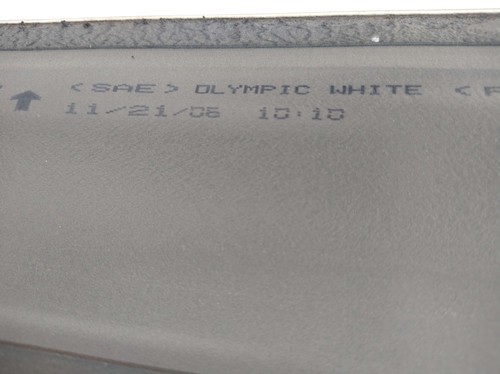 <SAE> OLYMPIC WHITE <
11/21/06 10:10